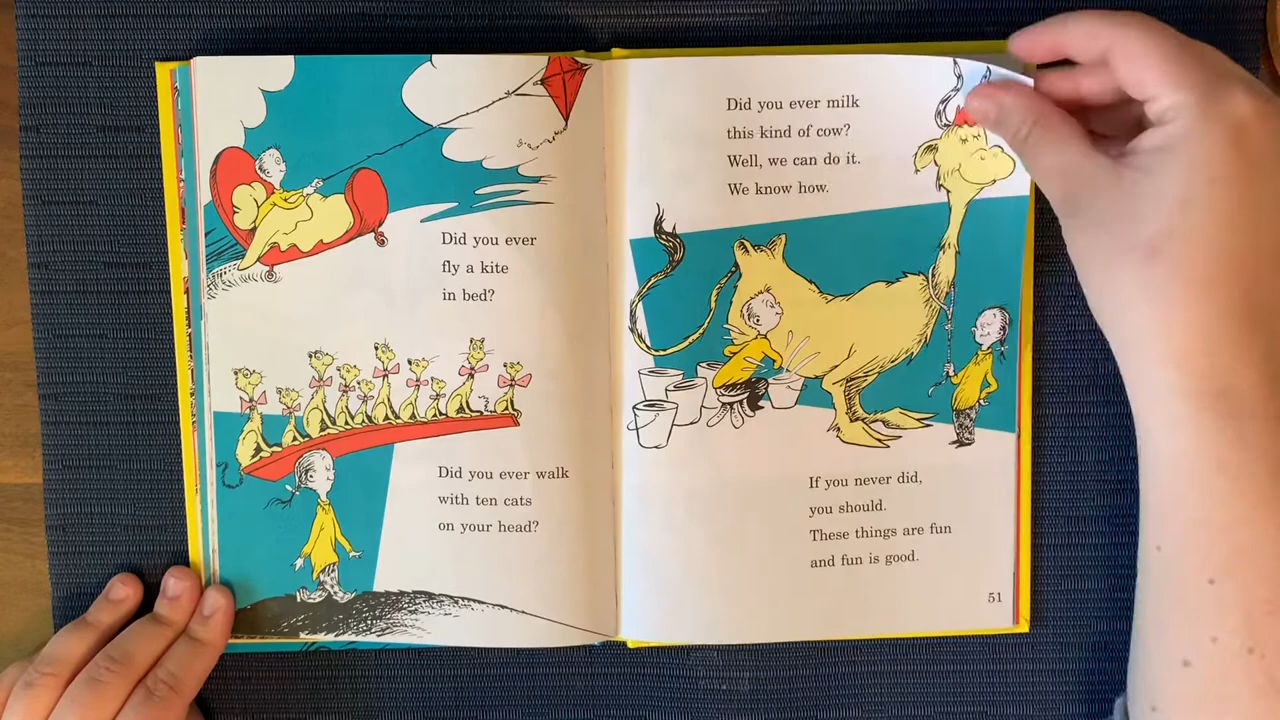 Did you ever
fly a kite
in bed?
Did you ever walk
with ten cats
on your head?
Did you ever milk
this kind of cow?
Well, we can do it.
We know how.
If you never did,
you should.
These things are fun
and fun is good.
51